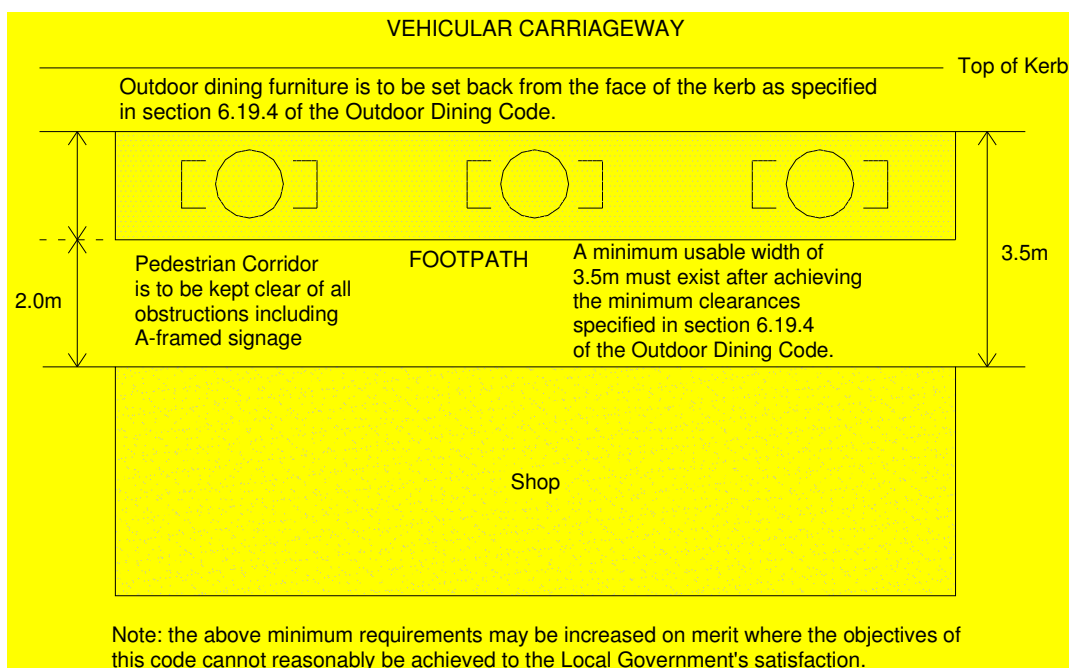 VEHICULAR CARRIAGEWAY
Top of Kerb
Outdoor dining furniture is to be set back from the face of the kerb as specified
in section 6.19.4 of the Outdoor Dining Code.
FOOTPATH
Pedestrian Corridor
is to be kept clear of all
obstructions including
A-framed signage
A minimum usable width of
3.5m must exist after achieving
the minimum clearances
specified in section 6.19.4
of the Outdoor Dining Code.
2.0m
3.5m
Shop
Note: the above minimum requirements may be increased on merit where the objectives of
this code cannot reasonably be achieved to the Local Government's satisfaction.